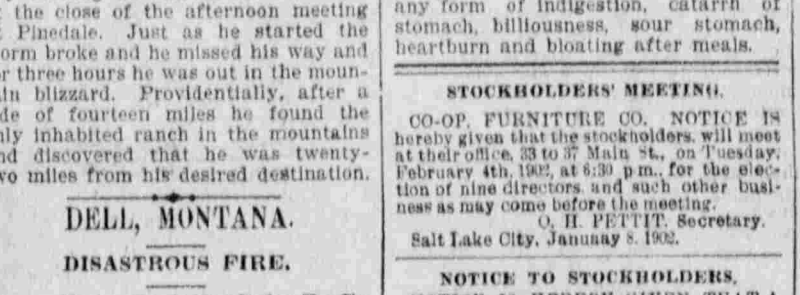 the close of the afternoon meeting
Pinedale. Just as he started the
orm broke and he missed his way and
r three hours he was out in the moun-
in blizzard. Providentially, after a
de of fourteen miles he found the
ly inhabited ranch in the mountains
nd discovered that he was twenty-
wo miles from his desired destination.
DELL, MONTANA.
DISASTROUS FIRE.
any form of indigestion, catarrh of
stomach, billiousness, sour stomach,
heartburn and bloating after meals.
STOCKHOLDERS' MEETING.
CO-OP. FURNITURE CO. NOTICE IS
hereby given that the stockholders will meet
at their office, 33 to 37 Main St., on Tuesday,
February 4th, 1902, at 6:30 p m., for the elec-
tion of nine directors and such other busi-
ness as may come before the meeting.
O. H. PETTIT, Secretary.
Salt Lake City, Januaay 8, 1902.
NOTICE TO STOCKHOLDERS.